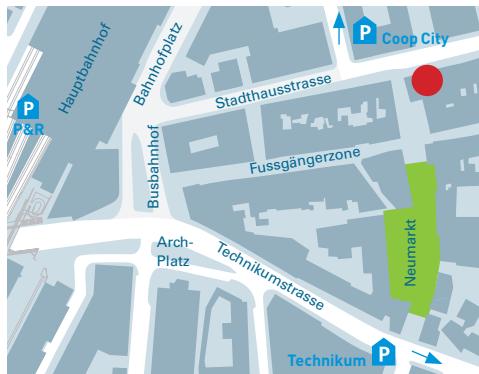 P
Coop City
Hauptbahnhof
Bahnhofplatz
Stadthausstrasse
P
P&R
Busbahnhof
Fussgängerzone
Neumarkt
Arch-
Platz
Technikumstrasse
Technikum
P